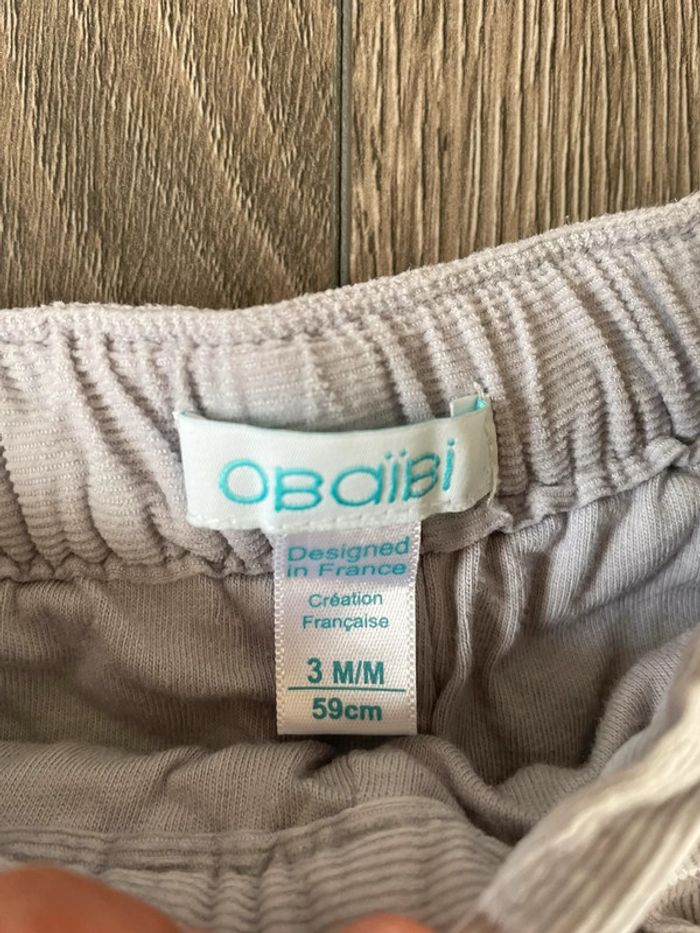 OBaïBi
Designed
in France
Création
Française
3 M/M
59cm